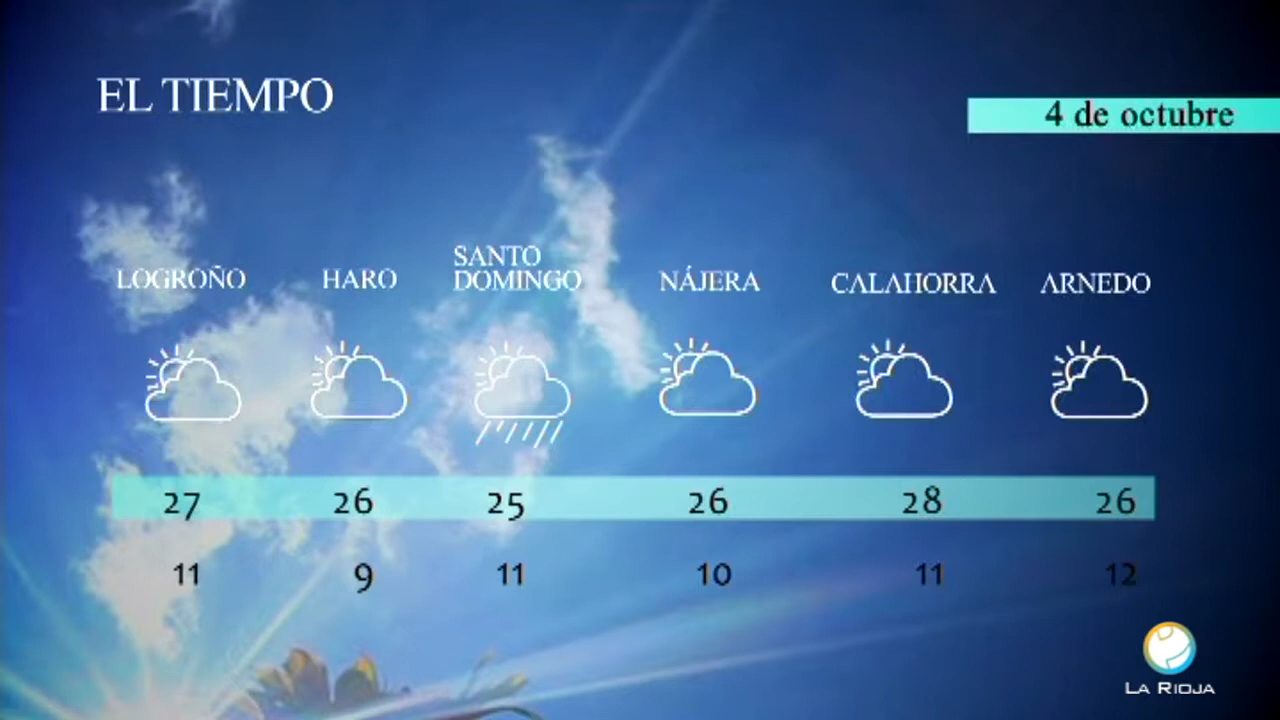 EL TIEMPO
4 de octubre
LOGROÑO HARO SANTO DOMINGO NÁJERA CALAHORRA ARNEDO
27 26 25 26 28 26
11 9 11 10 11 12
LA RIOJA